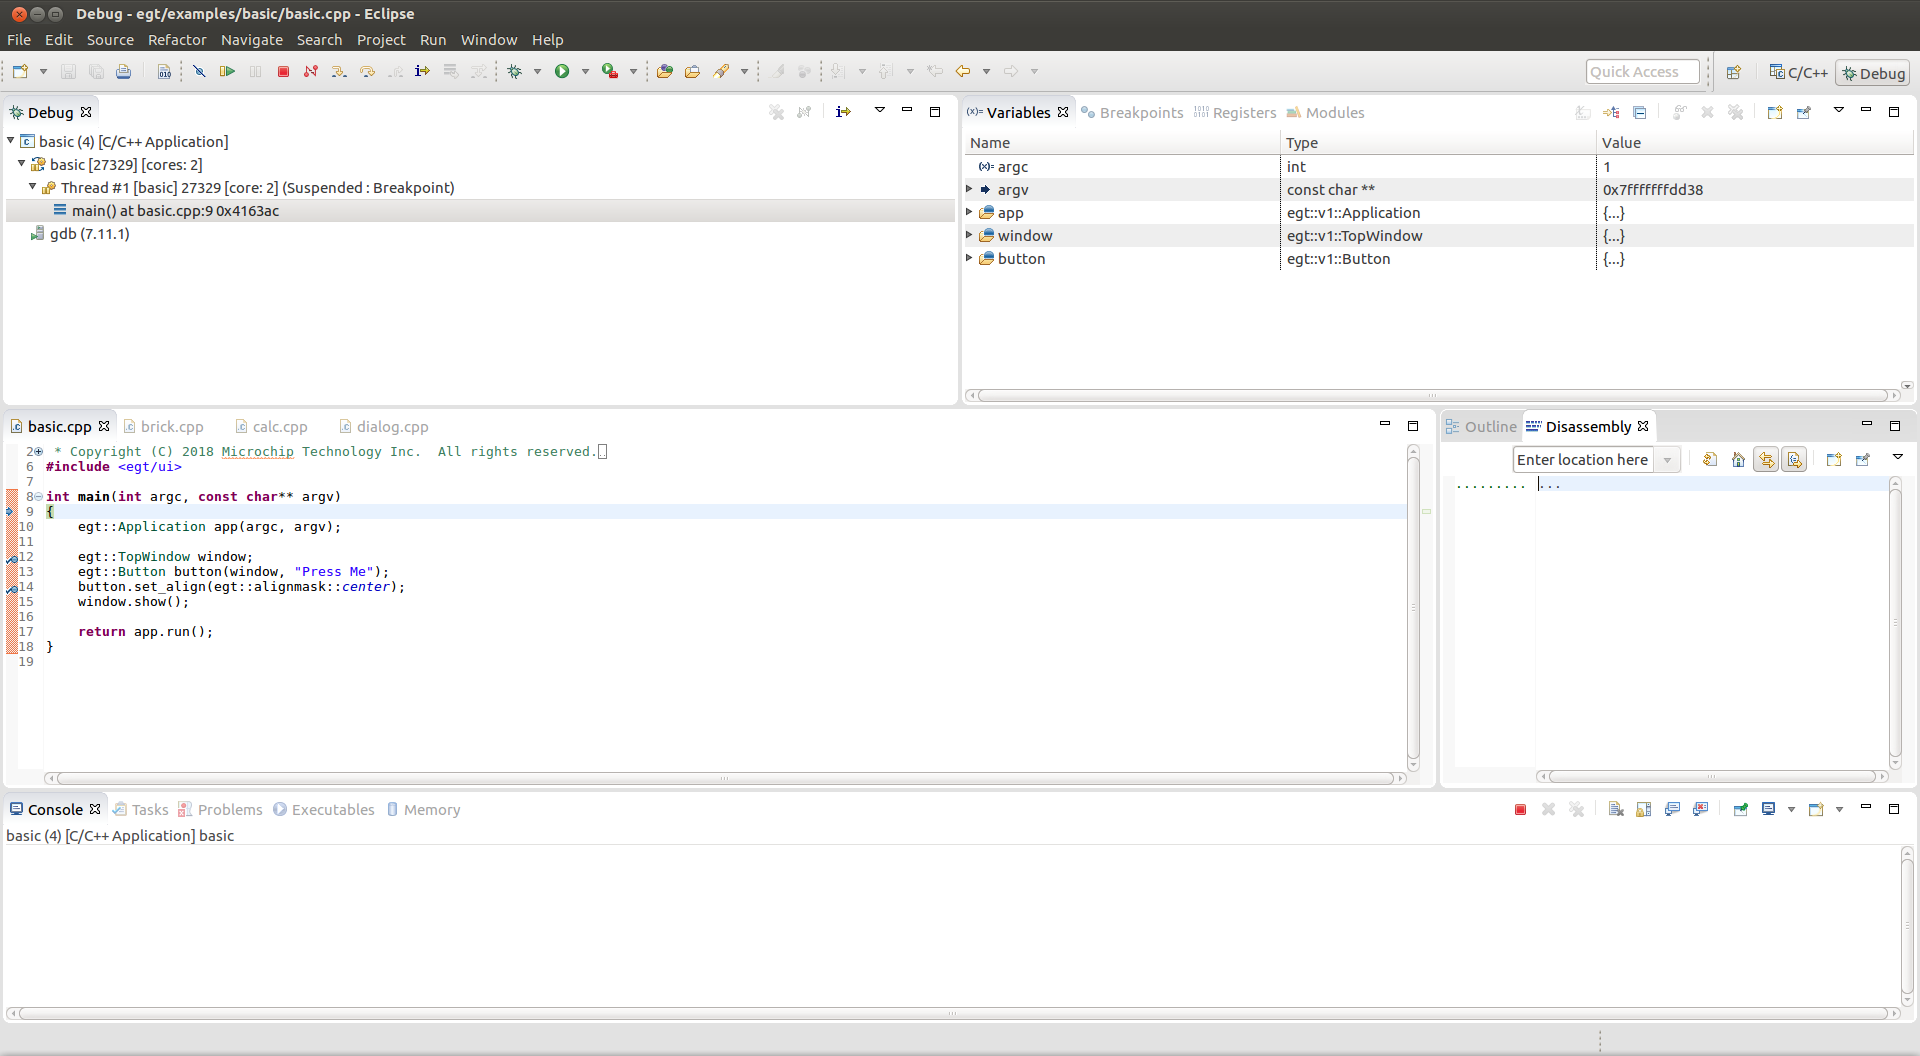 Debug - egt/examples/basic/basic.cpp - Eclipse
File Edit Source Refactor Navigate Search Project Run Window Help
Quick Access C/C++ Debug
Debug
basic (4) [C/C++ Application]
basic [27329] [cores: 2]
Thread #1 [basic] 27329 [core: 2] (Suspended : Breakpoint)
main() at basic.cpp:9 0x4163ac
gdb (7.11.1)
(x)= Variables Breakpoints Registers Modules
Name Type Value
(x)= argc int 1
argv const char ** 0x7fffffffdd38
app egt::v1::Application {...}
window egt::v1::TopWindow {...}
button egt::v1::Button {...}
basic.cpp brick.cpp calc.cpp dialog.cpp
2 * Copyright (C) 2018 Microchip Technology Inc.  All rights reserved.
6 #include <egt/ui>
7
8 int main(int argc, const char** argv)
9 {
10     egt::Application app(argc, argv);
11
12     egt::TopWindow window;
13     egt::Button button(window, "Press Me");
14     button.set_align(egt::alignmask::center);
15     window.show();
16
17     return app.run();
18 }
19
Outline Disassembly
Enter location here
......... ...
Console Tasks Problems Executables Memory
basic (4) [C/C++ Application] basic